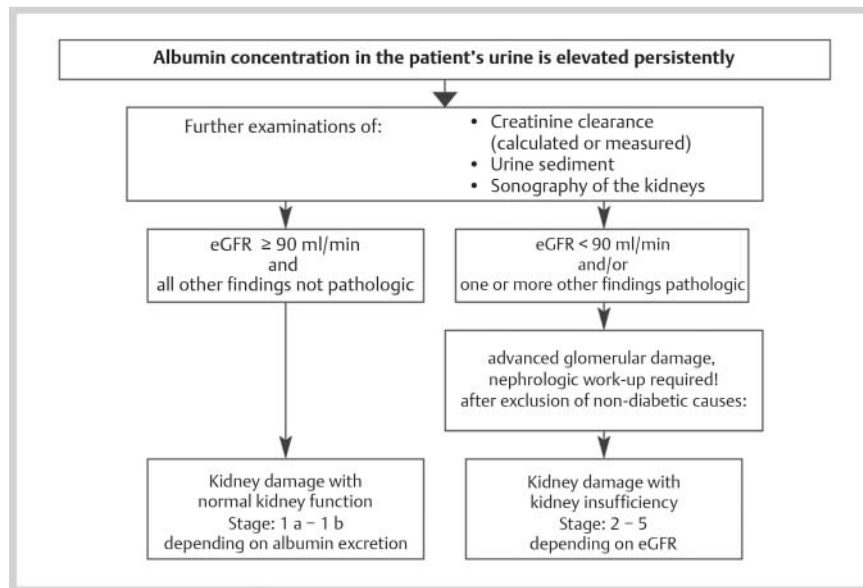 Albumin concentration in the patient's urine is elevated persistently
Further examinations of:
• Creatinine clearance
(calculated or measured)
• Urine sediment
• Sonography of the kidneys
eGFR ≥ 90 ml/min
and
all other findings not pathologic
eGFR < 90 ml/min
and/or
one or more other findings pathologic
advanced glomerular damage,
nephrologic work-up required!
after exclusion of non-diabetic causes:
Kidney damage with
normal kidney function
Stage: 1 a – 1 b
depending on albumin excretion
Kidney damage with
kidney insufficiency
Stage: 2 – 5
depending on eGFR